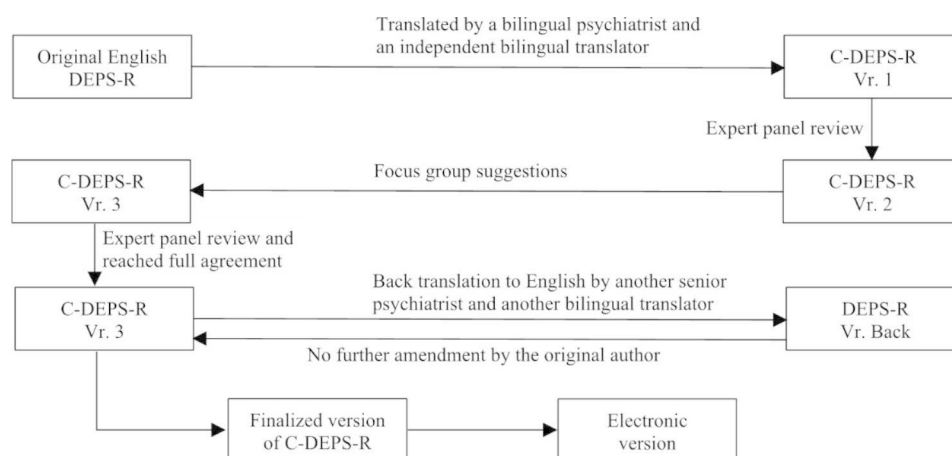 Translated by a bilingual psychiatrist and
an independent bilingual translator
Original English
DEPS-R
C-DEPS-R
Vr. 1
Expert panel review
C-DEPS-R
Vr. 3
Focus group suggestions
C-DEPS-R
Vr. 2
Expert panel review and
reached full agreement
C-DEPS-R
Vr. 3
Back translation to English by another senior
psychiatrist and another bilingual translator
DEPS-R
Vr. Back
No further amendment by the original author
Finalized version
of C-DEPS-R
Electronic
version